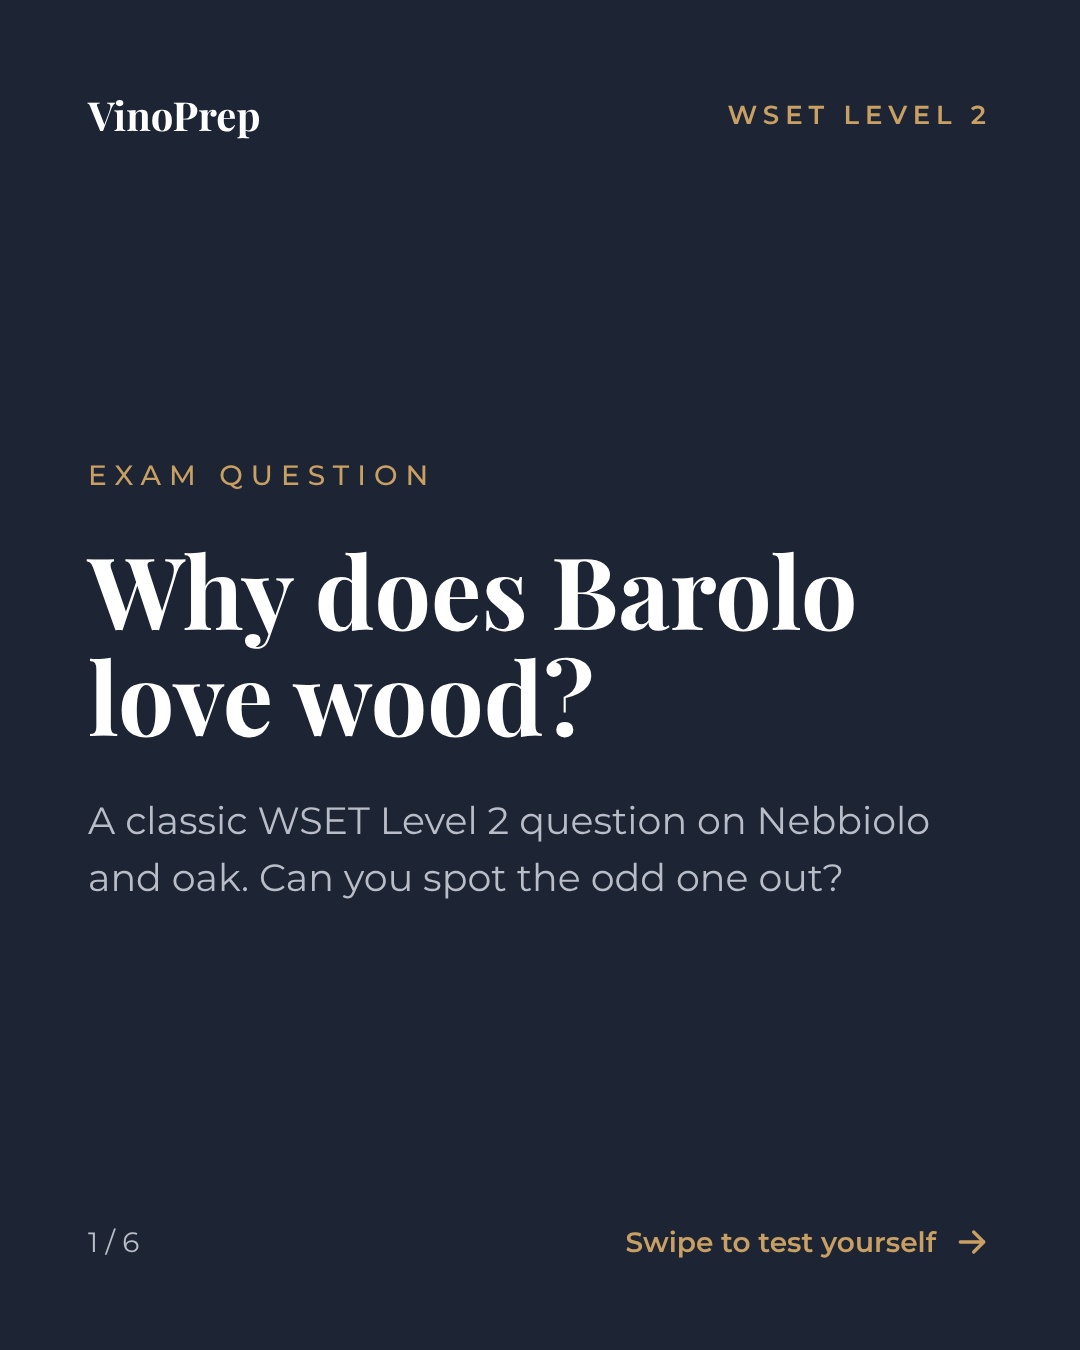 VinoPrep
WSET LEVEL 2
EXAM QUESTION
Why does Barolo
love wood?
A classic WSET Level 2 question on Nebbiolo
and oak. Can you spot the odd one out?
1 / 6
Swipe to test yourself →